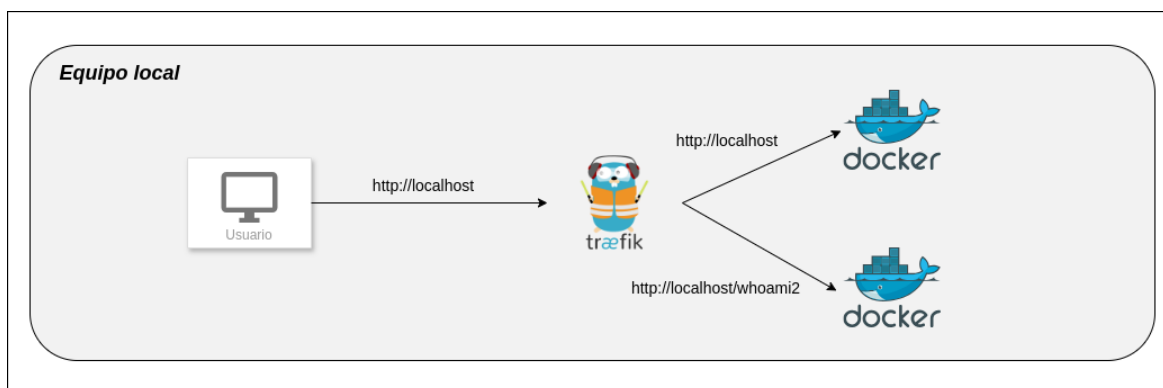 Equipo local
http://localhost
Usuario
træfik
http://localhost
docker
http://localhost/whoami2
docker